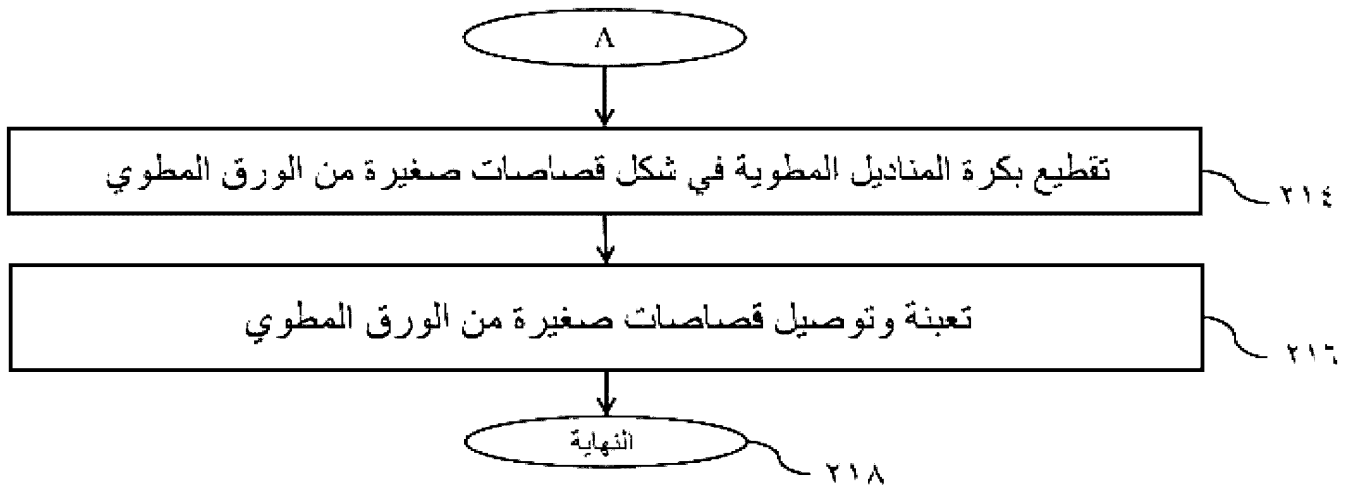 ٨
تقطيع بكرة المناديل المطوية في شكل قصاصات صغيرة من الورق المطوي
٢١٤
تعبئة وتوصيل قصاصات صغيرة من الورق المطوي
٢١٦
النهاية
٢١٨